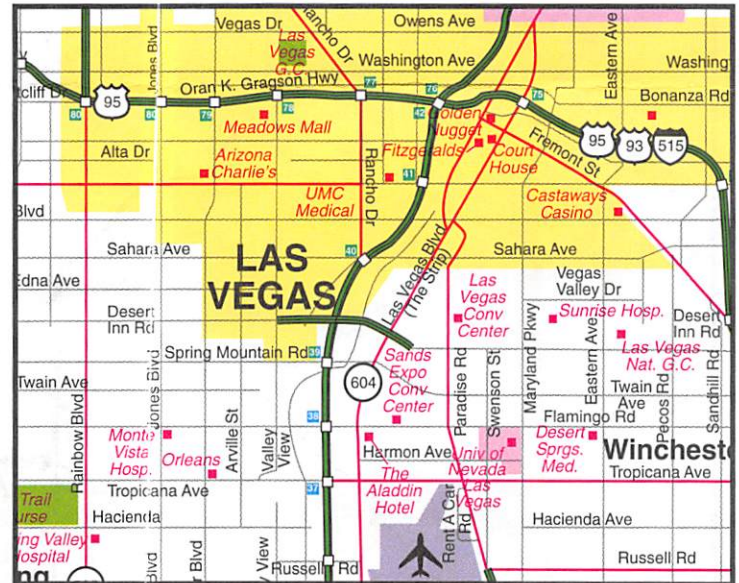 Vegas Dr
Owens Ave
Rancho Dr
Jones Blvd
Las
Vegas
G.C.
Washington Ave
Eastern Ave
Oran K. Gragson Hwy
77
76
75
Bonanza Rd
95
80
80
79
78
42
Golden
Nugget
Meadows Mall
Fremont St
95
93
515
Alta Dr
Arizona
Charlie's
Fitzgeralds
Court
House
Rancho Dr
41
UMC
Medical
Castaways
Casino
Blvd
Sahara Ave
40
LAS
VEGAS
Las Vegas Blvd
(The Strip)
Sahara Ave
Edna Ave
Las
Vegas
Conv
Center
Vegas
Valley Dr
Desert
Inn Rd
Sunrise Hosp.
Desert
Inn Rd
Spring Mountain Rd
39
Las Vegas
Nat. G.C.
Sands
Expo
Conv
Center
604
Paradise Rd
Swenson St
Maryland Pkwy
Eastern Ave
Pecos Rd
Sandhill Rd
Twain Ave
Twain
Ave
Rainbow Blvd
Jones Blvd
Arville St
Valley
View
38
Flamingo Rd
Monte
Vista
Hosp.
Orleans
Harmon Ave
Univ of
Nevada
Las
Vegas
Desert
Sprgs.
Med.
Tropicana Ave
37
The
Aladdin
Hotel
Tropicana Ave
Trail
Hacienda
Rent A Car
Rd
Hacienda Ave
Russell Rd
Russell Rd